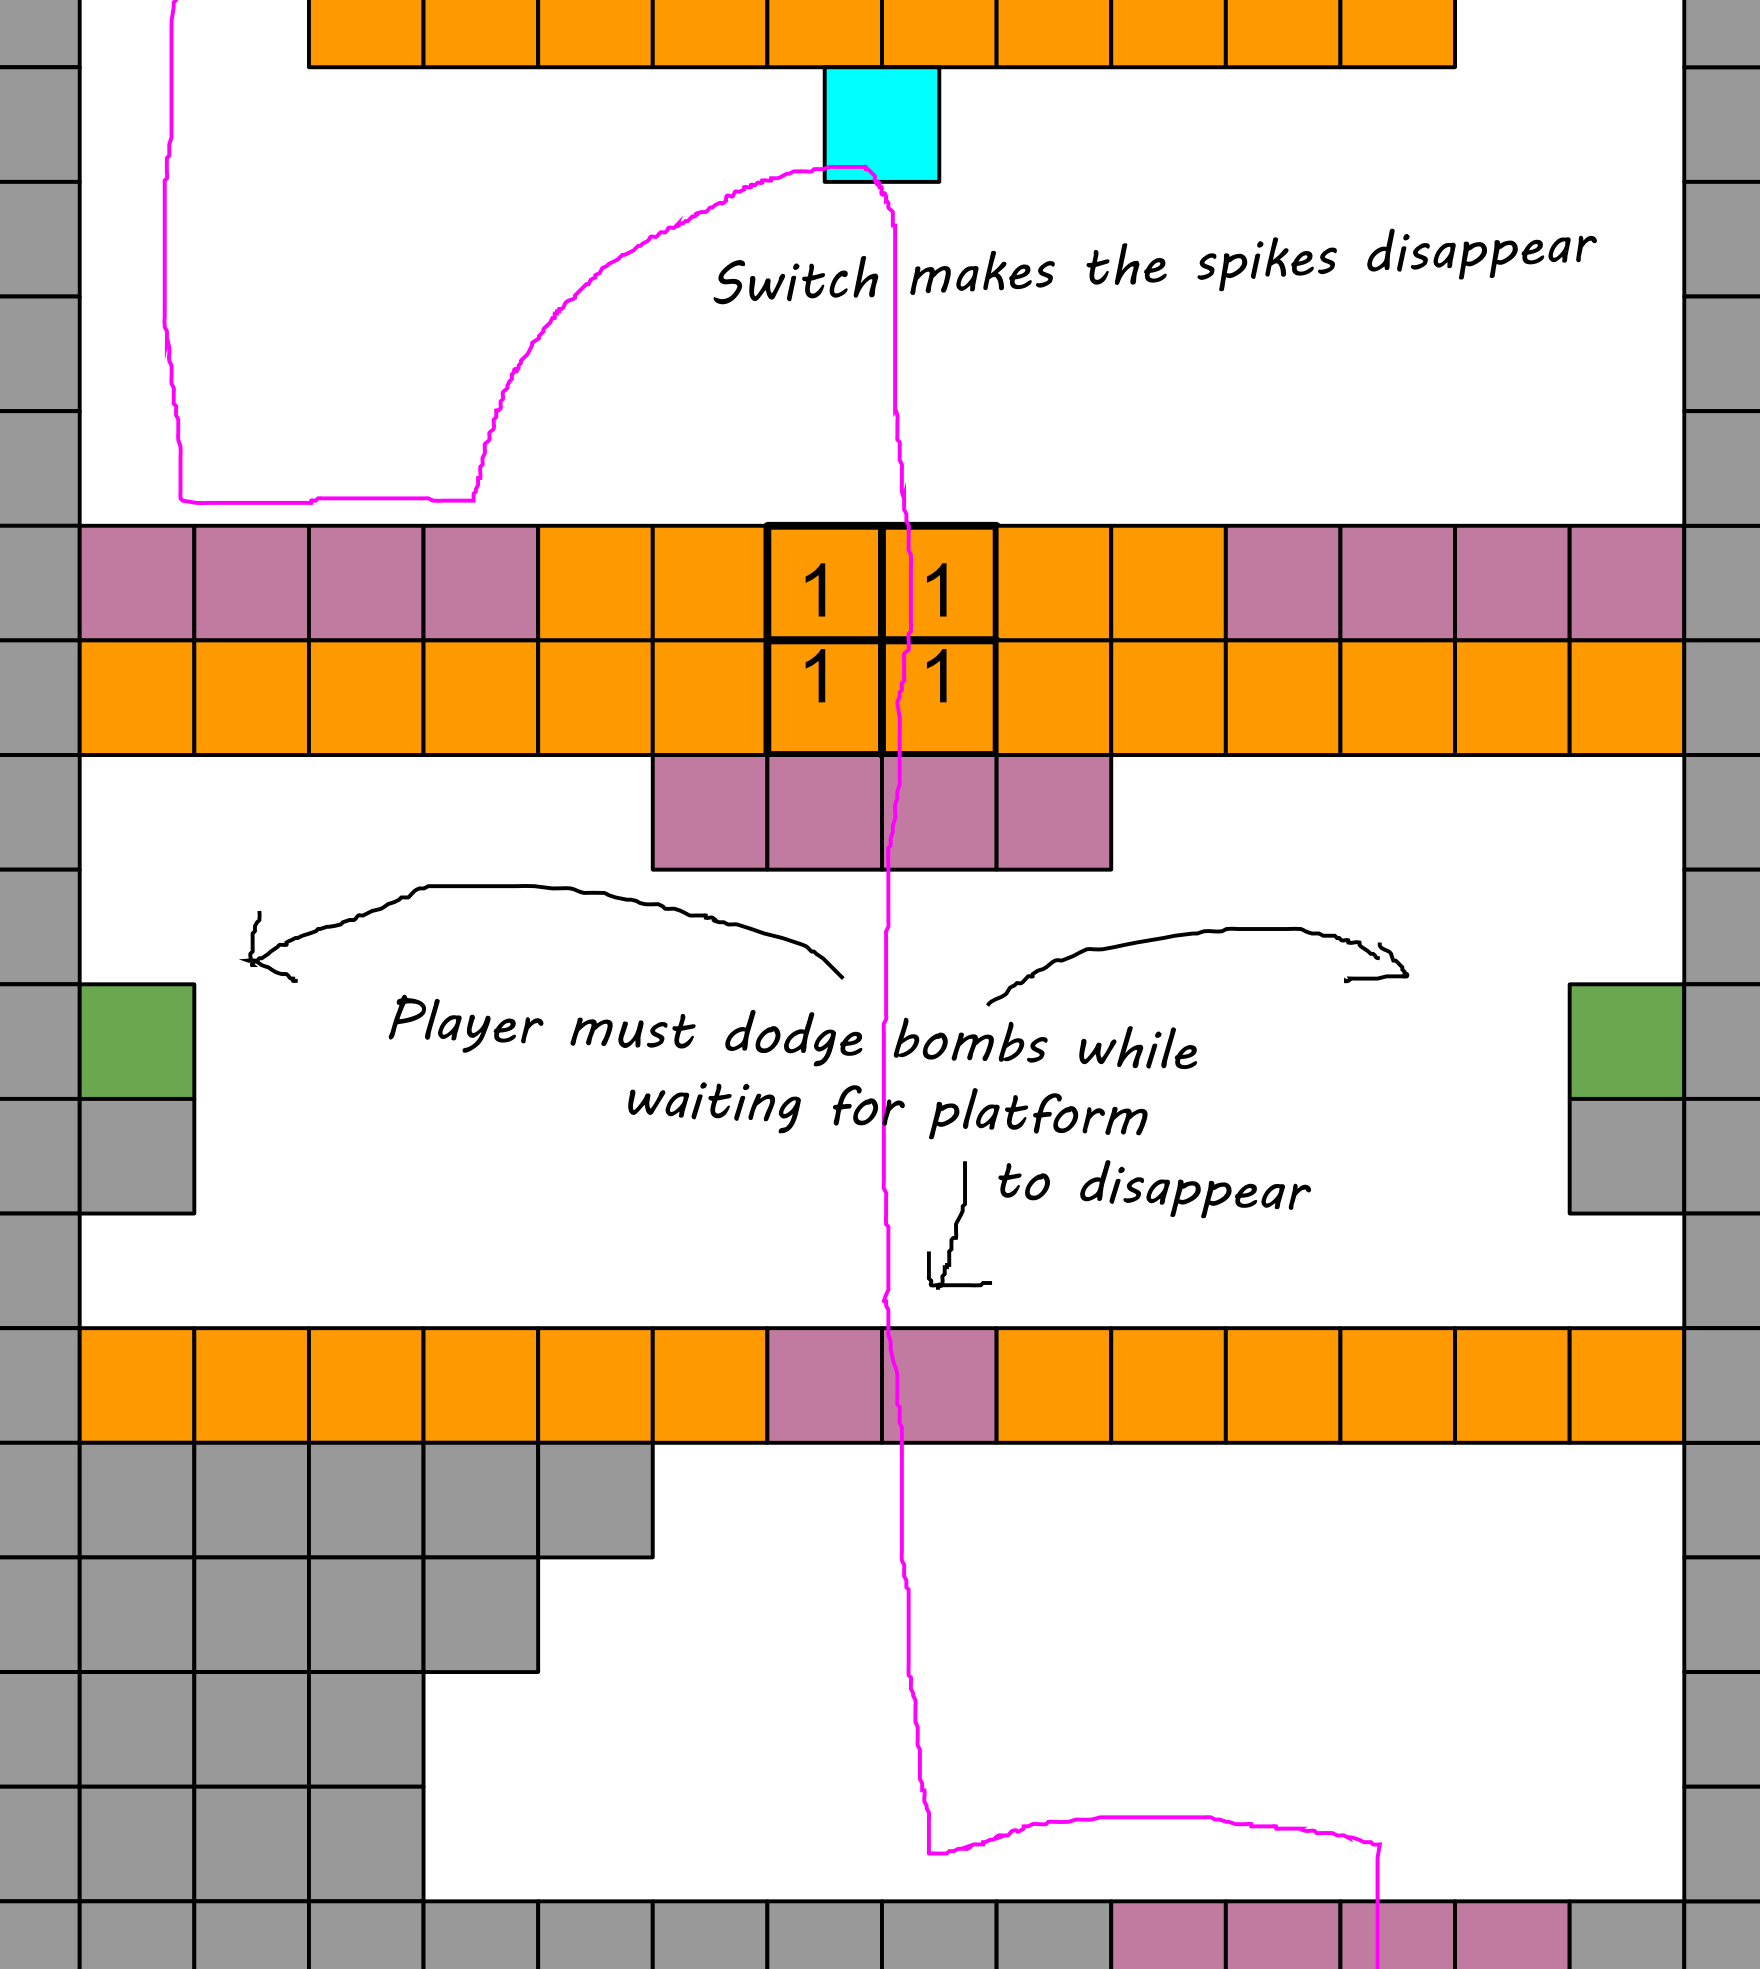 Switch makes the spikes disappear
1 1
1 1
Player must dodge bombs while
waiting for platform
to disappear